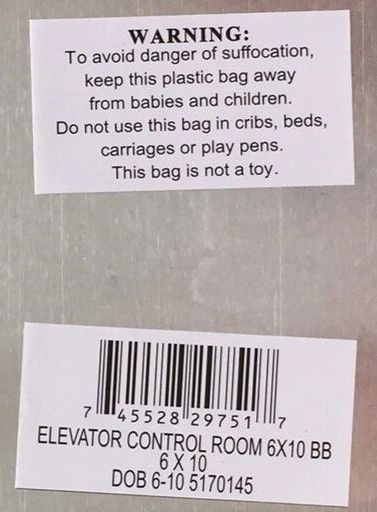 WARNING:
To avoid danger of suffocation,
keep this plastic bag away
from babies and children.
Do not use this bag in cribs, beds,
carriages or play pens.
This bag is not a toy.
7 45528 29751 7
ELEVATOR CONTROL ROOM 6X10 BB
6 X 10
DOB 6-10 5170145